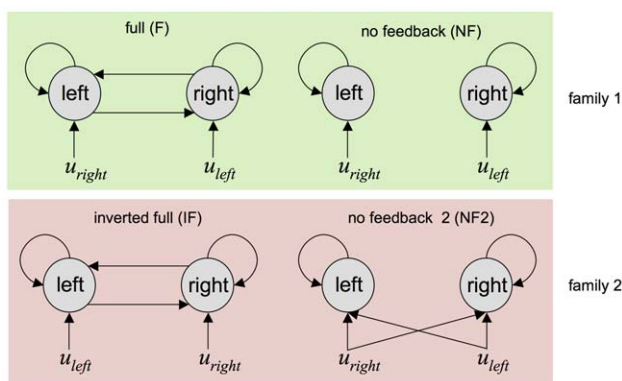 full (F) no feedback (NF)
left right left right family 1
u_right u_left u_right u_left
inverted full (IF) no feedback 2 (NF2)
left right left right family 2
u_left u_right u_right u_left